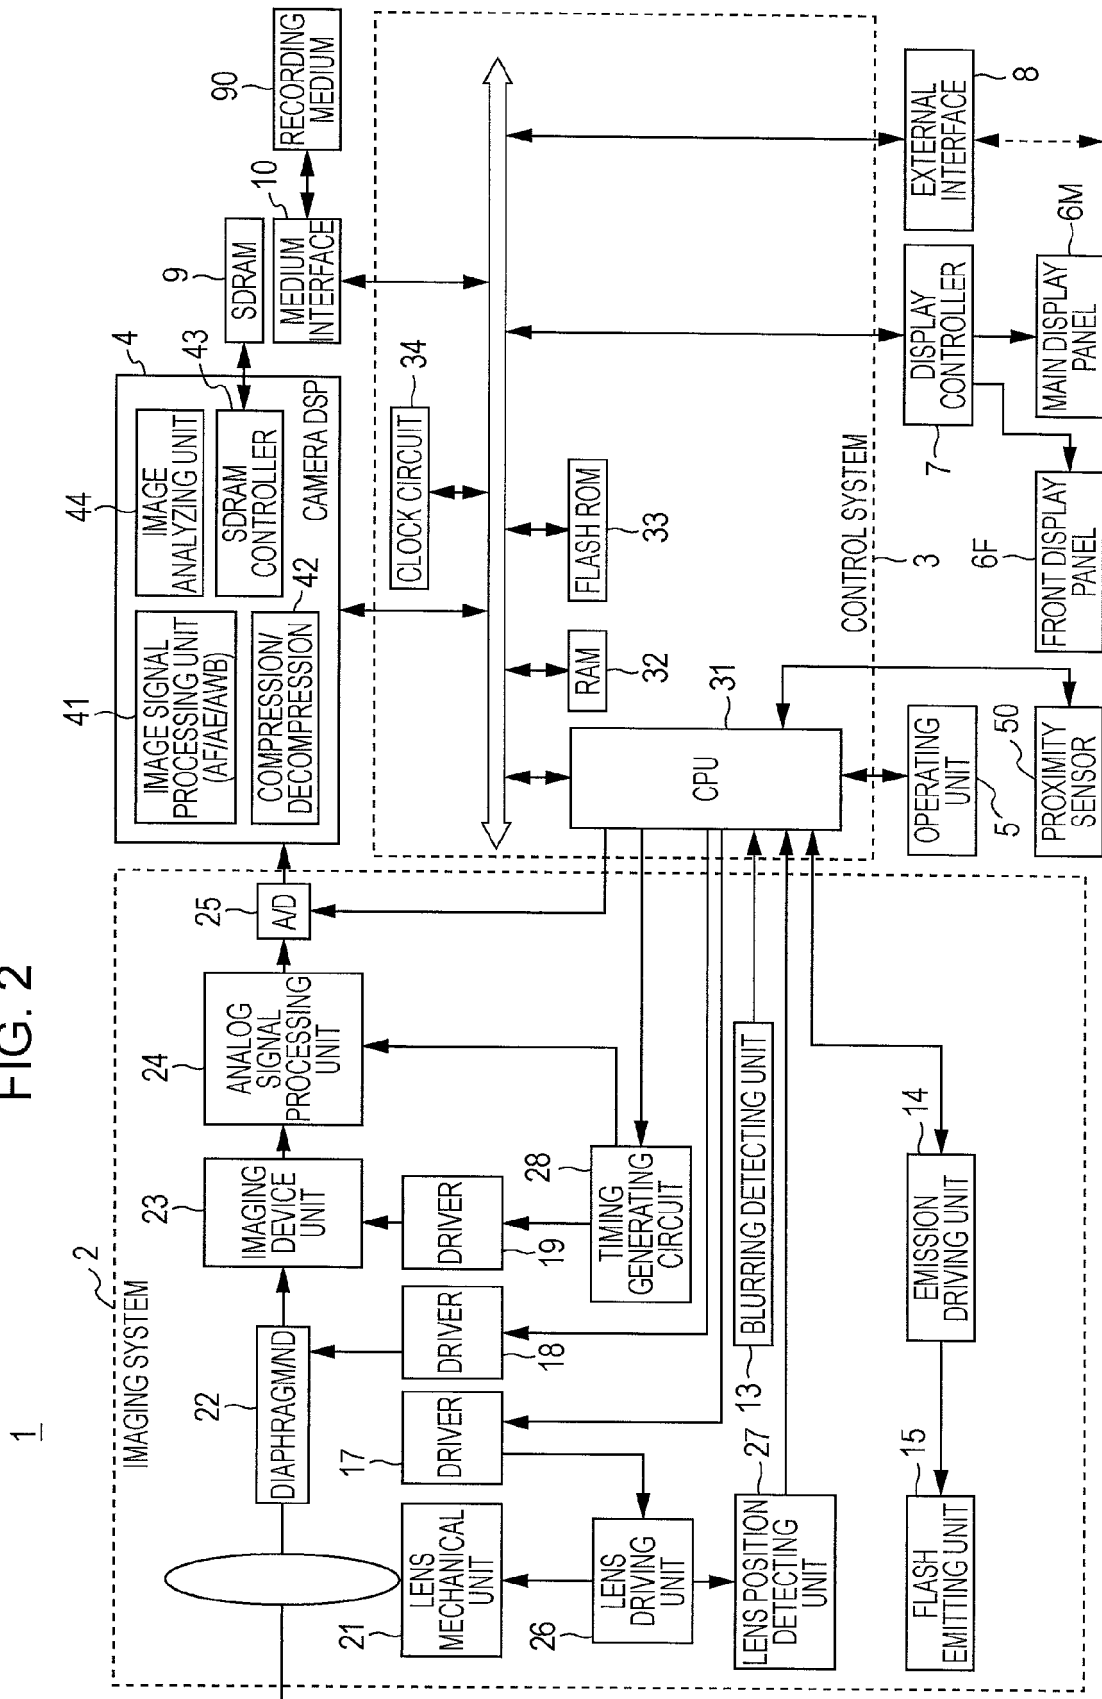 FIG. 2
1
IMAGING SYSTEM
2
DIAPHRAGM/ND
22
IMAGING
DEVICE
UNIT
23
ANALOG
SIGNAL
PROCESSING
UNIT
24
A/D
25
LENS
MECHANICAL
UNIT
21
DRIVER
17
DRIVER
18
DRIVER
19
LENS
DRIVING
UNIT
26
TIMING
GENERATING
CIRCUIT
28
LENS POSITION
DETECTING
UNIT
27
BLURRING DETECTING UNIT
13
FLASH
EMITTING UNIT
15
EMISSION
DRIVING UNIT
14
4
CAMERA DSP
IMAGE SIGNAL
PROCESSING UNIT
(AF/AE/AWB)
41
IMAGE
ANALYZING UNIT
44
COMPRESSION/
DECOMPRESSION
42
SDRAM
CONTROLLER
43
SDRAM
9
MEDIUM
INTERFACE
10
RECORDING
MEDIUM
90
CLOCK CIRCUIT
34
CPU
31
RAM
32
FLASH ROM
33
CONTROL SYSTEM
3
OPERATING
UNIT
5
PROXIMITY
SENSOR
50
DISPLAY
CONTROLLER
7
EXTERNAL
INTERFACE
8
FRONT DISPLAY
PANEL
6F
MAIN DISPLAY
PANEL
6M